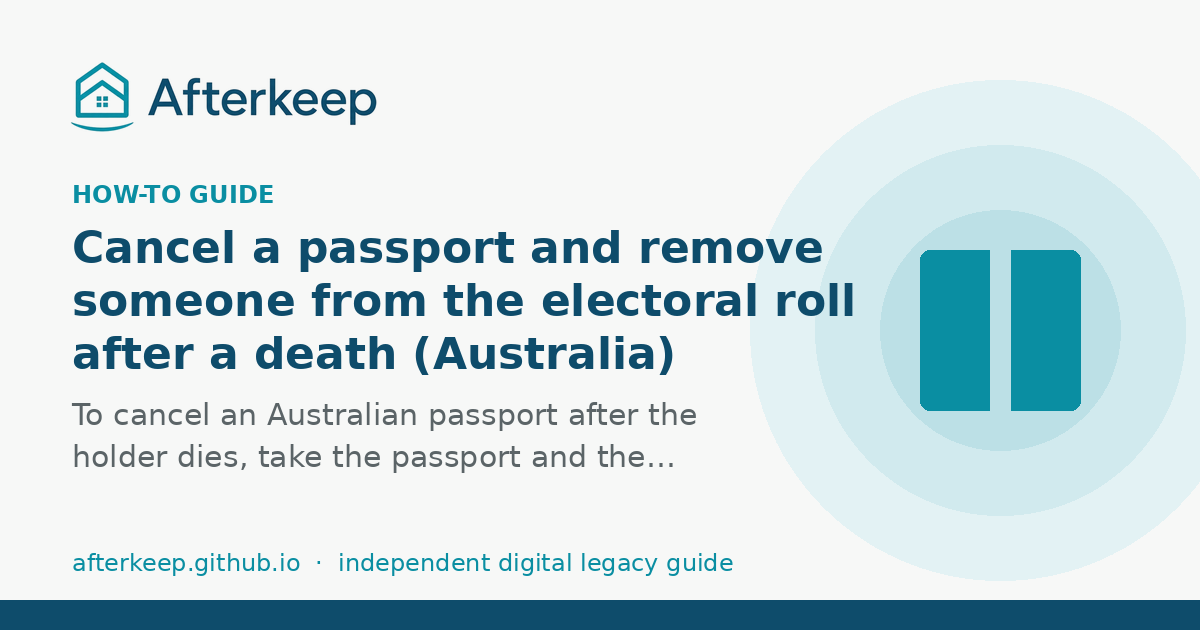 Afterkeep
HOW-TO GUIDE
Cancel a passport and remove
someone from the electoral roll
after a death (Australia)
To cancel an Australian passport after the
holder dies, take the passport and the…
afterkeep.github.io · independent digital legacy guide